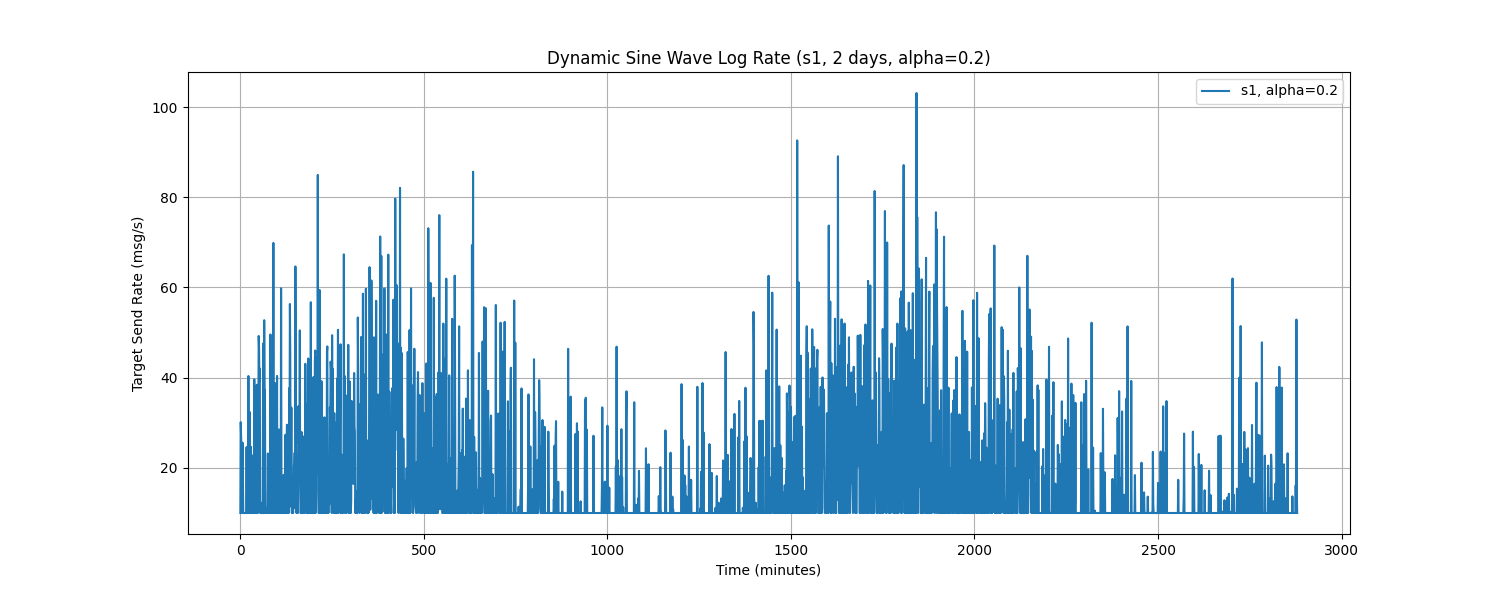 Dynamic Sine Wave Log Rate (s1, 2 days, alpha=0.2)
s1, alpha=0.2
Target Send Rate (msg/s)
100
80
60
40
20
0 500 1000 1500 2000 2500 3000
Time (minutes)